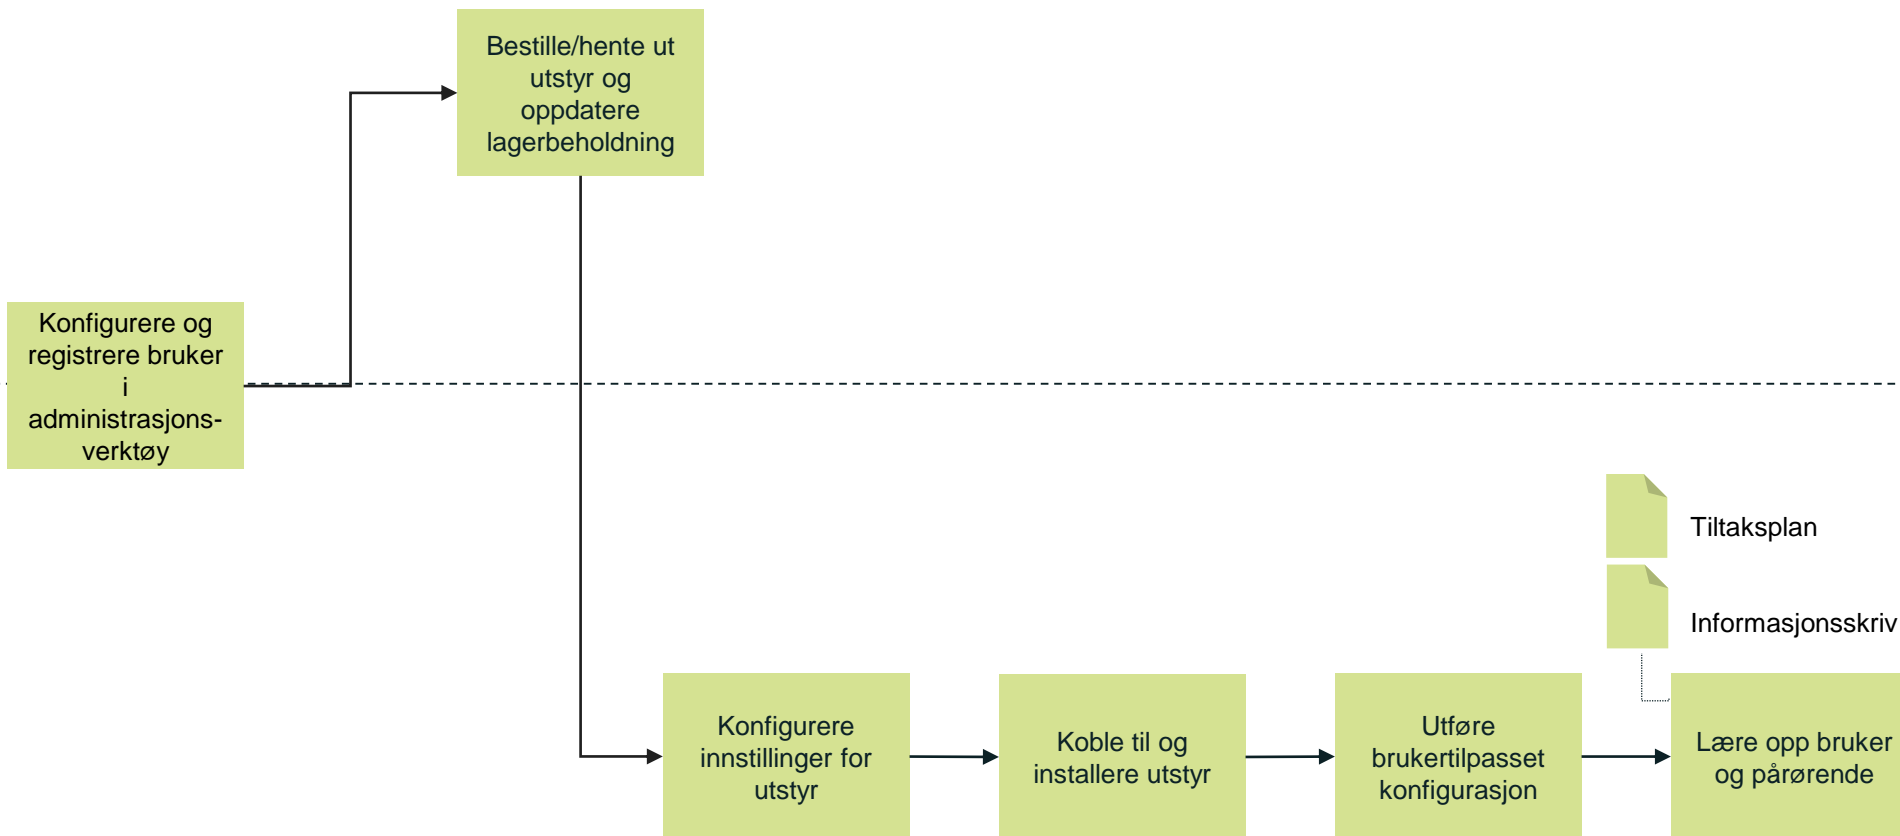 Bestille/hente ut
utstyr og
oppdatere
lagerbeholdning
Konfigurere og
registrere bruker
i
administrasjons-
verktøy
Tiltaksplan
Informasjonsskriv
Konfigurere
innstillinger for
utstyr
Koble til og
installere utstyr
Utføre
brukertilpasset
konfigurasjon
Lære opp bruker
og pårørende